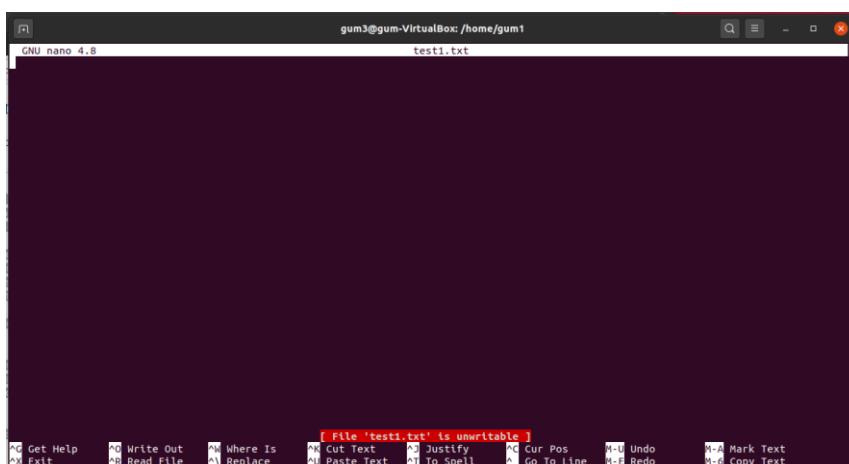 gum3@gum-VirtualBox: /home/gum1
GNU nano 4.8 test1.txt
[ File 'test1.txt' is unwritable ]
^G Get Help ^O Write Out ^W Where Is ^K Cut Text ^J Justify ^C Cur Pos M-U Undo M-A Mark Text
^X Exit ^R Read File ^\ Replace ^U Paste Text ^T To Spell ^_ Go To Line M-E Redo M-6 Copy Text